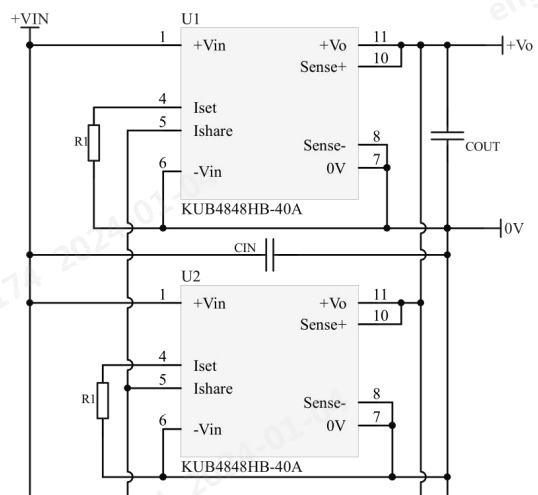 +VIN
U1
1 +Vin +Vo 11 +Vo
Sense+ 10
4 Iset
R1 5 Ishare
Sense- 8 COUT
6 -Vin 0V 7
KUB4848HB-40A
0V
CIN
U2
1 +Vin +Vo 11
Sense+ 10
4 Iset
R1 5 Ishare
Sense- 8
6 -Vin 0V 7
KUB4848HB-40A